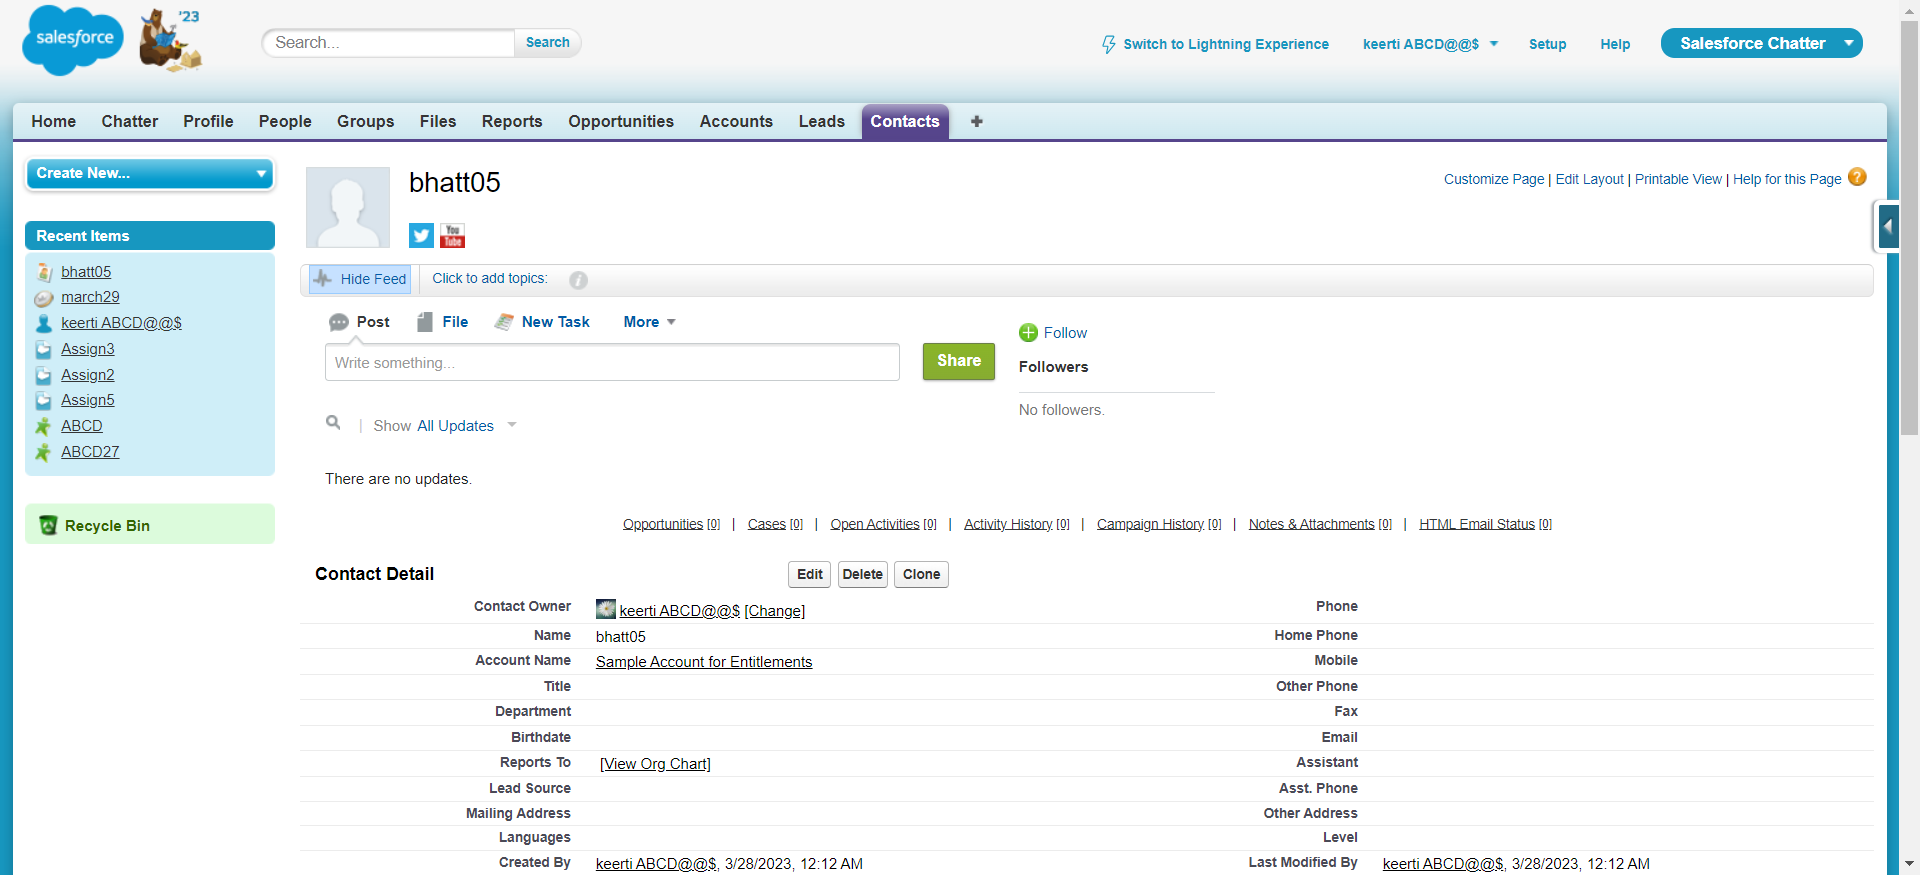 salesforce
'23
Search...
Search
Switch to Lightning Experience
keerti ABCD@@$
Setup
Help
Salesforce Chatter
Home Chatter Profile People Groups Files Reports Opportunities Accounts Leads Contacts +
Create New...
Recent Items
bhatt05
march29
keerti ABCD@@$
Assign3
Assign2
Assign5
ABCD
ABCD27
Recycle Bin
bhatt05
Customize Page | Edit Layout | Printable View | Help for this Page ?
You Tube
Hide Feed
Click to add topics: i
Post File New Task More
Write something...
Share
Follow
Followers
No followers.
| Show All Updates
There are no updates.
Opportunities [0] | Cases [0] | Open Activities [0] | Activity History [0] | Campaign History [0] | Notes & Attachments [0] | HTML Email Status [0]
Contact Detail
Edit Delete Clone
Contact Owner keerti ABCD@@$ [Change] Phone
Name bhatt05 Home Phone
Account Name Sample Account for Entitlements Mobile
Title Other Phone
Department Fax
Birthdate Email
Reports To [View Org Chart] Assistant
Lead Source Asst. Phone
Mailing Address Other Address
Languages Level
Created By keerti ABCD@@$, 3/28/2023, 12:12 AM Last Modified By keerti ABCD@@$, 3/28/2023, 12:12 AM